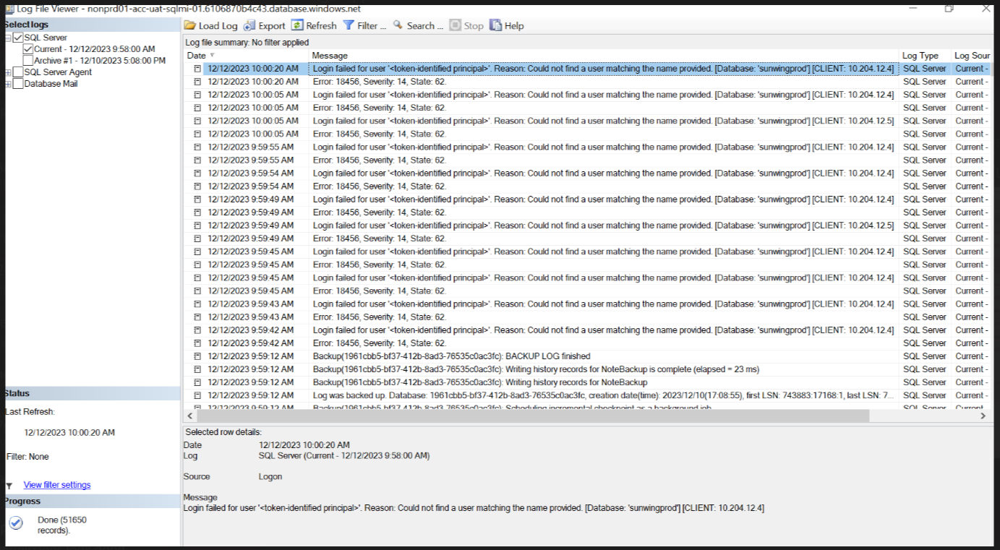 Log File Viewer - nonprd01-acc-uat-sqlmi-01.6106870b4c43.database.windows.net
Select logs
SQL Server
Current - 12/12/2023 9:58:00 AM
Archive #1 - 12/10/2023 5:08:00 PM
SQL Server Agent
Database Mail
Load Log Export Refresh Filter ... Search ... Stop Help
Log file summary: No filter applied
Date Message Log Type Log Sour
12/12/2023 10:00:20 AM Login failed for user '<token-identified principal>'. Reason: Could not find a user matching the name provided. [Database: 'sunwingprod'] [CLIENT: 10.204.12.4] SQL Server Current -
12/12/2023 10:00:20 AM Error: 18456, Severity: 14, State: 62. SQL Server Current -
12/12/2023 10:00:05 AM Login failed for user '<token-identified principal>'. Reason: Could not find a user matching the name provided. [Database: 'sunwingprod'] [CLIENT: 10.204.12.4] SQL Server Current -
12/12/2023 10:00:05 AM Error: 18456, Severity: 14, State: 62. SQL Server Current -
12/12/2023 10:00:05 AM Login failed for user '<token-identified principal>'. Reason: Could not find a user matching the name provided. [Database: 'sunwingprod'] [CLIENT: 10.204.12.5] SQL Server Current -
12/12/2023 10:00:05 AM Error: 18456, Severity: 14, State: 62. SQL Server Current -
12/12/2023 9:59:55 AM Login failed for user '<token-identified principal>'. Reason: Could not find a user matching the name provided. [Database: 'sunwingprod'] [CLIENT: 10.204.12.4] SQL Server Current -
12/12/2023 9:59:55 AM Error: 18456, Severity: 14, State: 62. SQL Server Current -
12/12/2023 9:59:54 AM Login failed for user '<token-identified principal>'. Reason: Could not find a user matching the name provided. [Database: 'sunwingprod'] [CLIENT: 10.204.12.4] SQL Server Current -
12/12/2023 9:59:54 AM Error: 18456, Severity: 14, State: 62. SQL Server Current -
12/12/2023 9:59:49 AM Login failed for user '<token-identified principal>'. Reason: Could not find a user matching the name provided. [Database: 'sunwingprod'] [CLIENT: 10.204.12.4] SQL Server Current -
12/12/2023 9:59:49 AM Error: 18456, Severity: 14, State: 62. SQL Server Current -
12/12/2023 9:59:49 AM Login failed for user '<token-identified principal>'. Reason: Could not find a user matching the name provided. [Database: 'sunwingprod'] [CLIENT: 10.204.12.5] SQL Server Current -
12/12/2023 9:59:49 AM Error: 18456, Severity: 14, State: 62. SQL Server Current -
12/12/2023 9:59:45 AM Login failed for user '<token-identified principal>'. Reason: Could not find a user matching the name provided. [Database: 'sunwingprod'] [CLIENT: 10.204.12.4] SQL Server Current -
12/12/2023 9:59:45 AM Error: 18456, Severity: 14, State: 62. SQL Server Current -
12/12/2023 9:59:45 AM Login failed for user '<token-identified principal>'. Reason: Could not find a user matching the name provided. [Database: 'sunwingprod'] [CLIENT: 10.204.12.4] SQL Server Current -
12/12/2023 9:59:45 AM Error: 18456, Severity: 14, State: 62. SQL Server Current -
12/12/2023 9:59:43 AM Login failed for user '<token-identified principal>'. Reason: Could not find a user matching the name provided. [Database: 'sunwingprod'] [CLIENT: 10.204.12.4] SQL Server Current -
12/12/2023 9:59:43 AM Error: 18456, Severity: 14, State: 62. SQL Server Current -
12/12/2023 9:59:42 AM Login failed for user '<token-identified principal>'. Reason: Could not find a user matching the name provided. [Database: 'sunwingprod'] [CLIENT: 10.204.12.4] SQL Server Current -
12/12/2023 9:59:42 AM Error: 18456, Severity: 14, State: 62. SQL Server Current -
12/12/2023 9:59:12 AM Backup(1961cbb5-bf37-412b-8ad3-76535c0ac3fc): BACKUP LOG finished SQL Server Current -
12/12/2023 9:59:12 AM Backup(1961cbb5-bf37-412b-8ad3-76535c0ac3fc): Writing history records for NoteBackup is complete (elapsed = 23 ms) SQL Server Current -
12/12/2023 9:59:12 AM Backup(1961cbb5-bf37-412b-8ad3-76535c0ac3fc): Writing history records for NoteBackup SQL Server Current -
12/12/2023 9:59:12 AM Log was backed up. Database: 1961cbb5-bf37-412b-8ad3-76535c0ac3fc, creation date(time): 2023/12/10(17:08:55), first LSN: 743883:17168:1, last LSN: 7... SQL Server Current -
12/12/2023 9:59:12 AM Backup(1961cbb5-bf37-412b-8ad3-76535c0ac3fc): Scheduling incremental checkpoint as a background job SQL Server Current -
Status
Last Refresh:
12/12/2023 10:00:20 AM
Filter: None
View filter settings
Progress
Done (51650
records).
Selected row details:
Date 12/12/2023 10:00:20 AM
Log SQL Server (Current - 12/12/2023 9:58:00 AM)
Source Logon
Message
Login failed for user '<token-identified principal>'. Reason: Could not find a user matching the name provided. [Database: 'sunwingprod'] [CLIENT: 10.204.12.4]